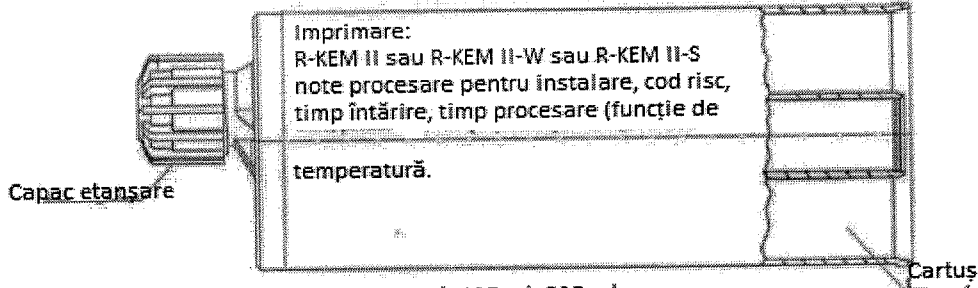 Imprimare:
R-KEM II sau R-KEM II-W sau R-KEM II-S
note procesare pentru instalare, cod risc,
timp întărire, timp procesare (funcție de
temperatură.
Capac etanșare
Cartuș